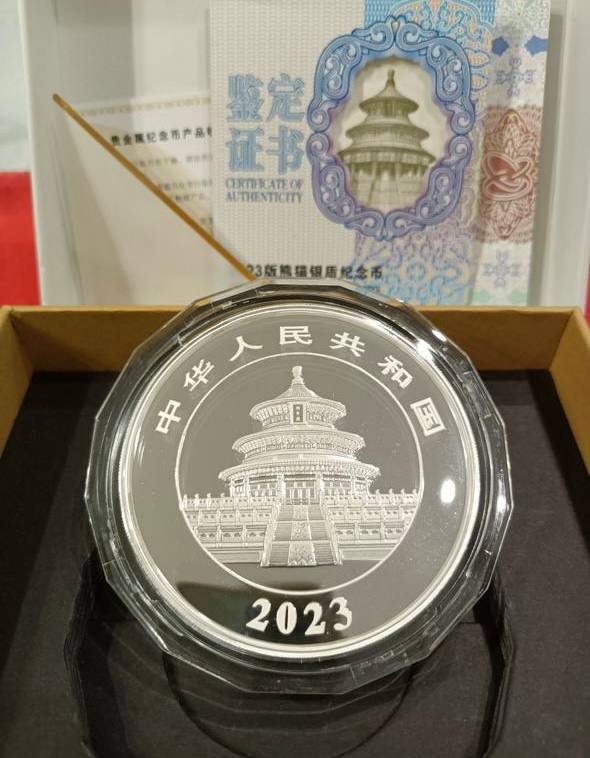 鉴定
证书
CERTIFICATE OF
AUTHENTICITY
贵金属纪念币产品
23版熊猫银质纪念币
中华人民共和国
2023